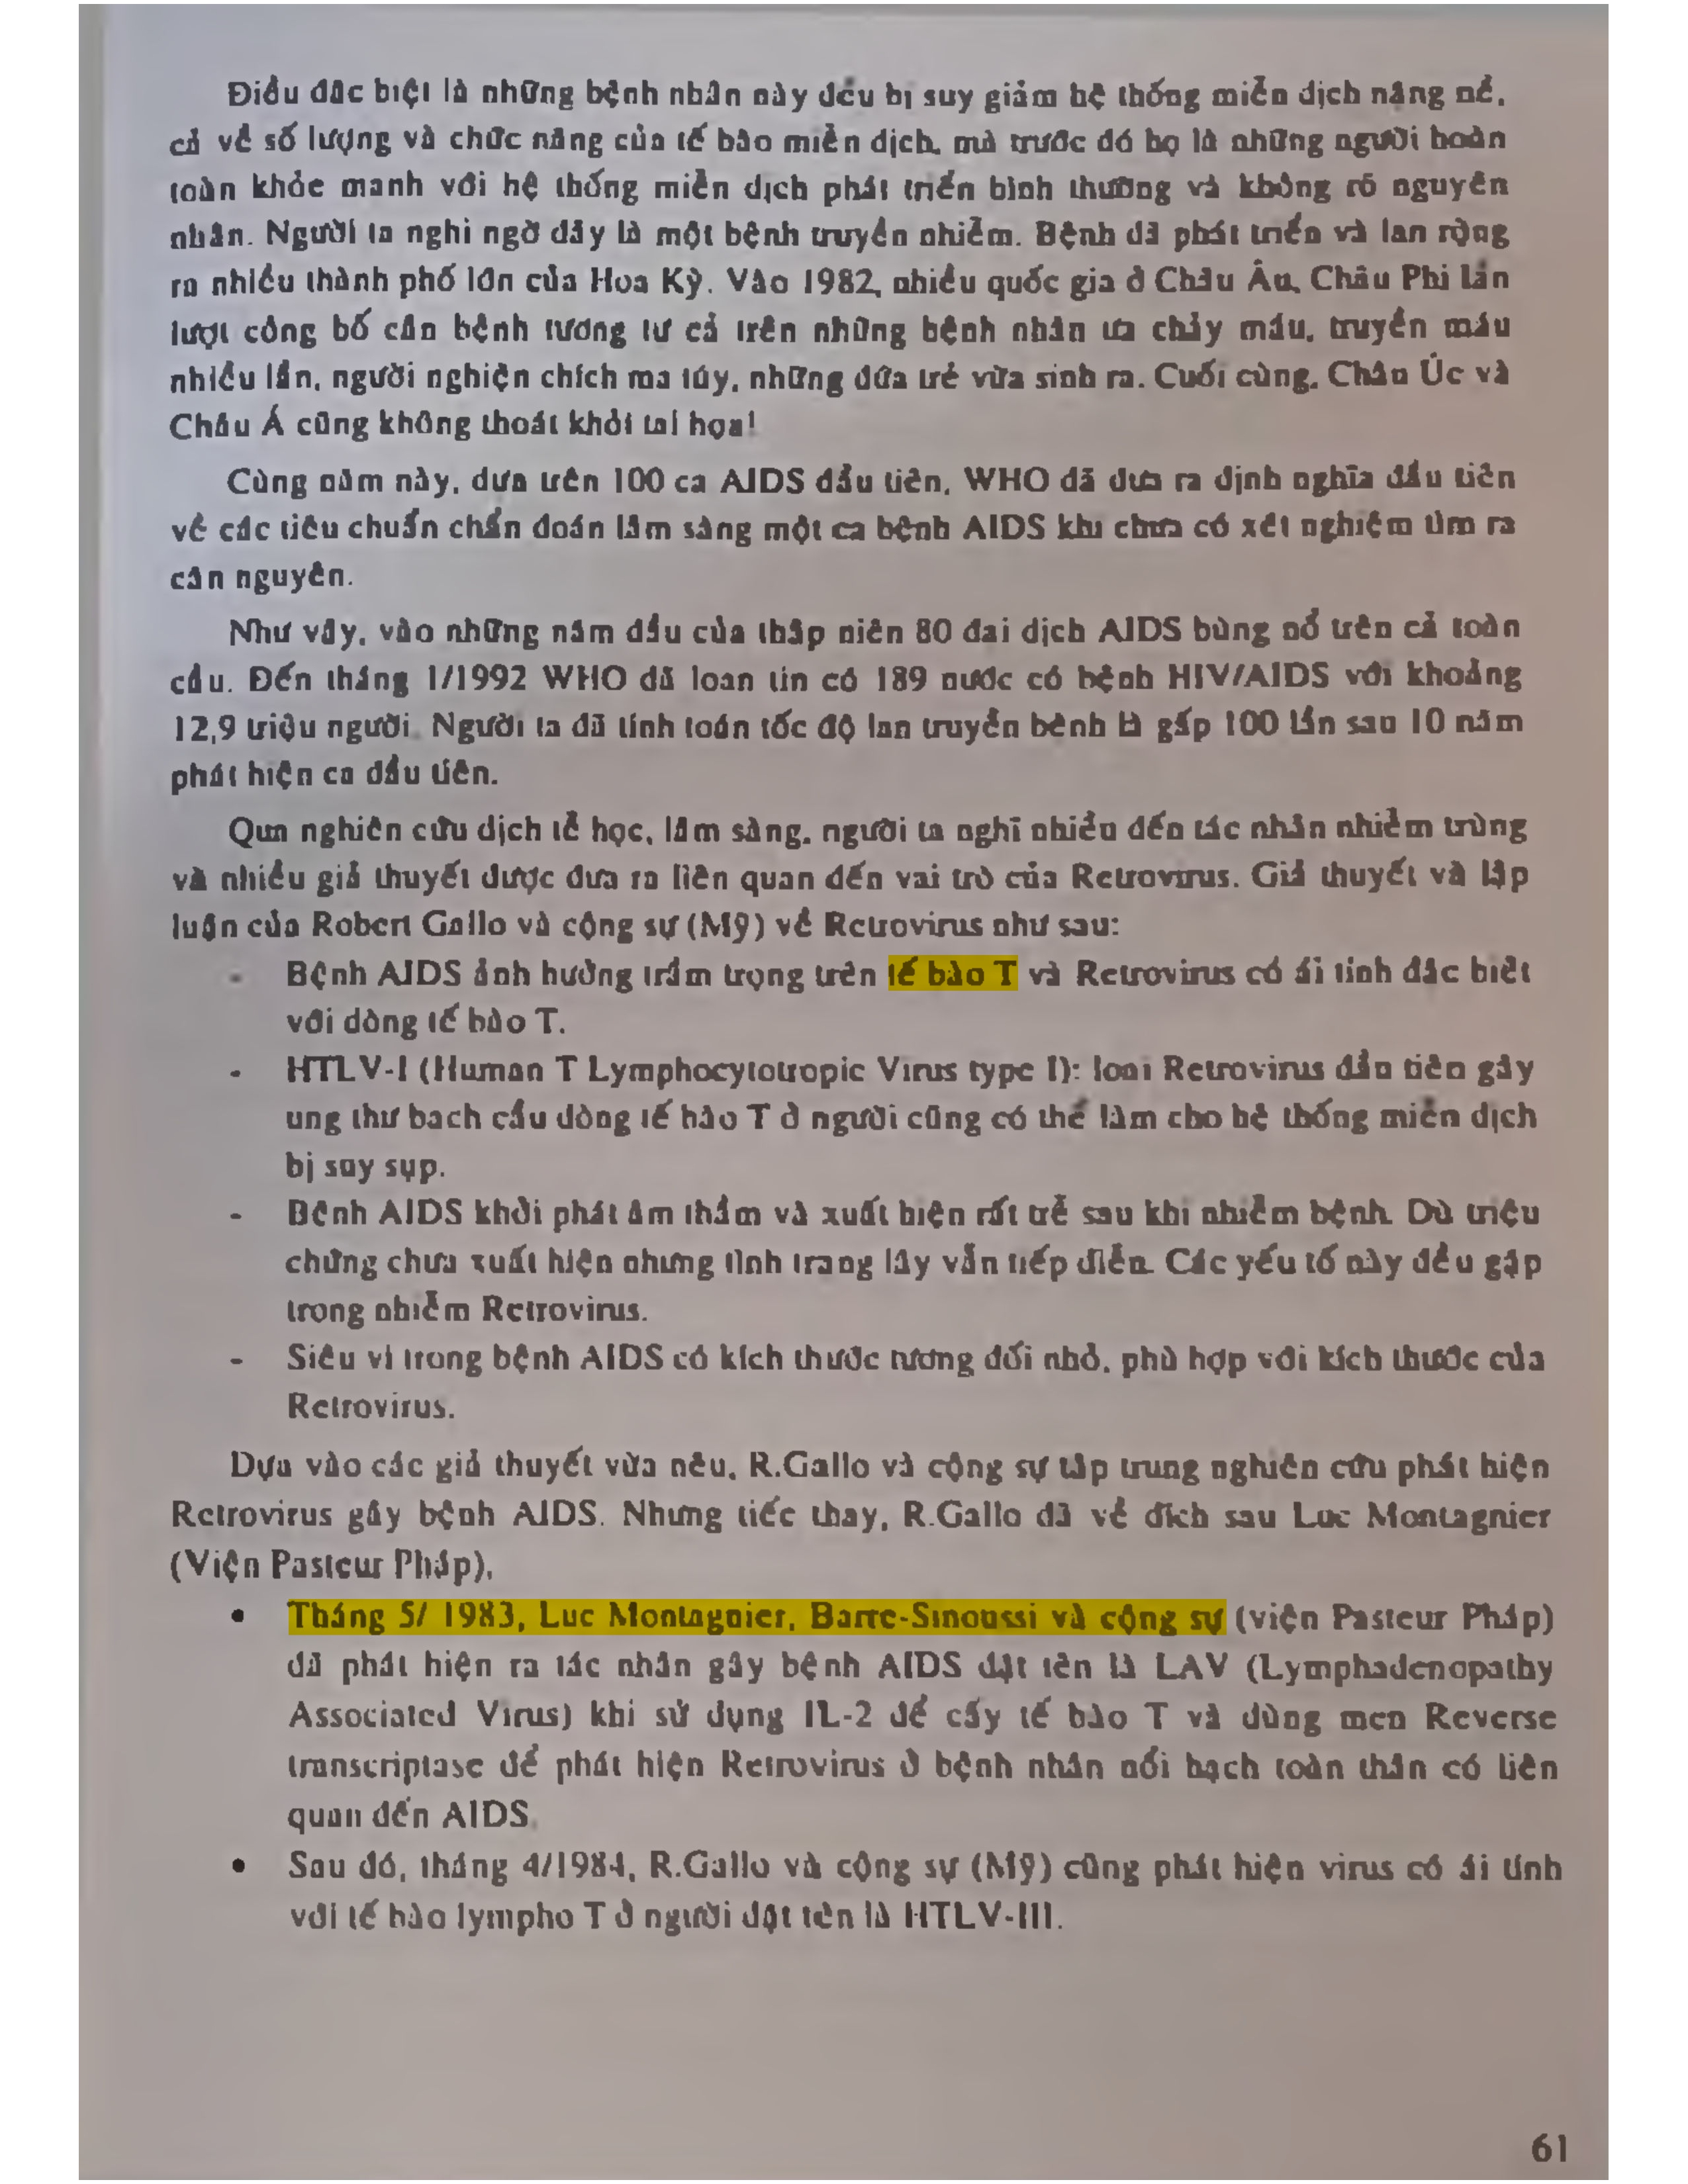 Điều đặc biệt là những bệnh nhân này đều bị suy giảm hệ thống miễn dịch nặng nề,
cả về số lượng và chức năng của tế bào miễn dịch, mà trước đó họ là những người hoàn
toàn khỏe mạnh với hệ thống miễn dịch phát triển bình thường và không rõ nguyên
nhân. Người ta nghi ngờ đây là một bệnh truyền nhiễm. Bệnh đã phát triển và lan rộng
ra nhiều thành phố lớn của Hoa Kỳ. Vào 1982, nhiều quốc gia ở Châu Âu, Châu Phi lần
lượt công bố căn bệnh tương tự cả trên những bệnh nhân ưa chảy máu, truyền máu
nhiều lần, người nghiện chích ma túy, những đứa trẻ vừa sinh ra. Cuối cùng, Châu Úc và
Châu Á cũng không thoát khỏi tai họa!
Cùng năm này, dựa trên 100 ca AIDS đầu tiên, WHO đã đưa ra định nghĩa đầu tiên
về các tiêu chuẩn chẩn đoán lâm sàng một ca bệnh AIDS khi chưa có xét nghiệm tìm ra
căn nguyên.
Như vậy, vào những năm đầu của thập niên 80 đại dịch AIDS bùng nổ trên cả toàn
cầu. Đến tháng 1/1992 WHO đã loan tin có 189 nước có bệnh HIV/AIDS với khoảng
12,9 triệu người. Người ta đã tính toán tốc độ lan truyền bệnh là gấp 100 lần sau 10 năm
phát hiện ca đầu tiên.
Qua nghiên cứu dịch tễ học, lâm sàng, người ta nghĩ nhiều đến tác nhân nhiễm trùng
và nhiều giả thuyết được đưa ra liên quan đến vai trò của Retrovirus. Giả thuyết và lập
luận của Robert Gallo và cộng sự (Mỹ) về Retrovirus như sau:
- Bệnh AIDS ảnh hưởng trầm trọng trên tế bào T và Retrovirus có ái tính đặc biệt
với dòng tế bào T.
- HTLV-I (Human T Lymphocytotropic Virus type I): loại Retrovirus đầu tiên gây
ung thư bạch cầu dòng tế bào T ở người cũng có thể làm cho hệ thống miễn dịch
bị suy sụp.
- Bệnh AIDS khởi phát âm thầm và xuất hiện rất trễ sau khi nhiễm bệnh. Dù triệu
chứng chưa xuất hiện nhưng tình trạng lây vẫn tiếp diễn. Các yếu tố này đều gặp
trong nhiễm Retrovirus.
- Siêu vi trong bệnh AIDS có kích thước tương đối nhỏ, phù hợp với kích thước của
Retrovirus.
Dựa vào các giả thuyết vừa nêu, R.Gallo và cộng sự tập trung nghiên cứu phát hiện
Retrovirus gây bệnh AIDS. Nhưng tiếc thay, R.Gallo đã về đích sau Luc Montagnier
(Viện Pasteur Pháp).
• Tháng 5/ 1983, Luc Montagnier, Barre-Sinoussi và cộng sự (viện Pasteur Pháp)
đã phát hiện ra tác nhân gây bệnh AIDS đặt tên là LAV (Lymphadenopathy
Associated Virus) khi sử dụng IL-2 để cấy tế bào T và dùng men Reverse
transcriptase để phát hiện Retrovirus ở bệnh nhân nổi hạch toàn thân có liên
quan đến AIDS.
• Sau đó, tháng 4/1984, R.Gallo và cộng sự (Mỹ) cũng phát hiện virus có ái tính
với tế bào lympho T ở người đặt tên là HTLV-III.
61